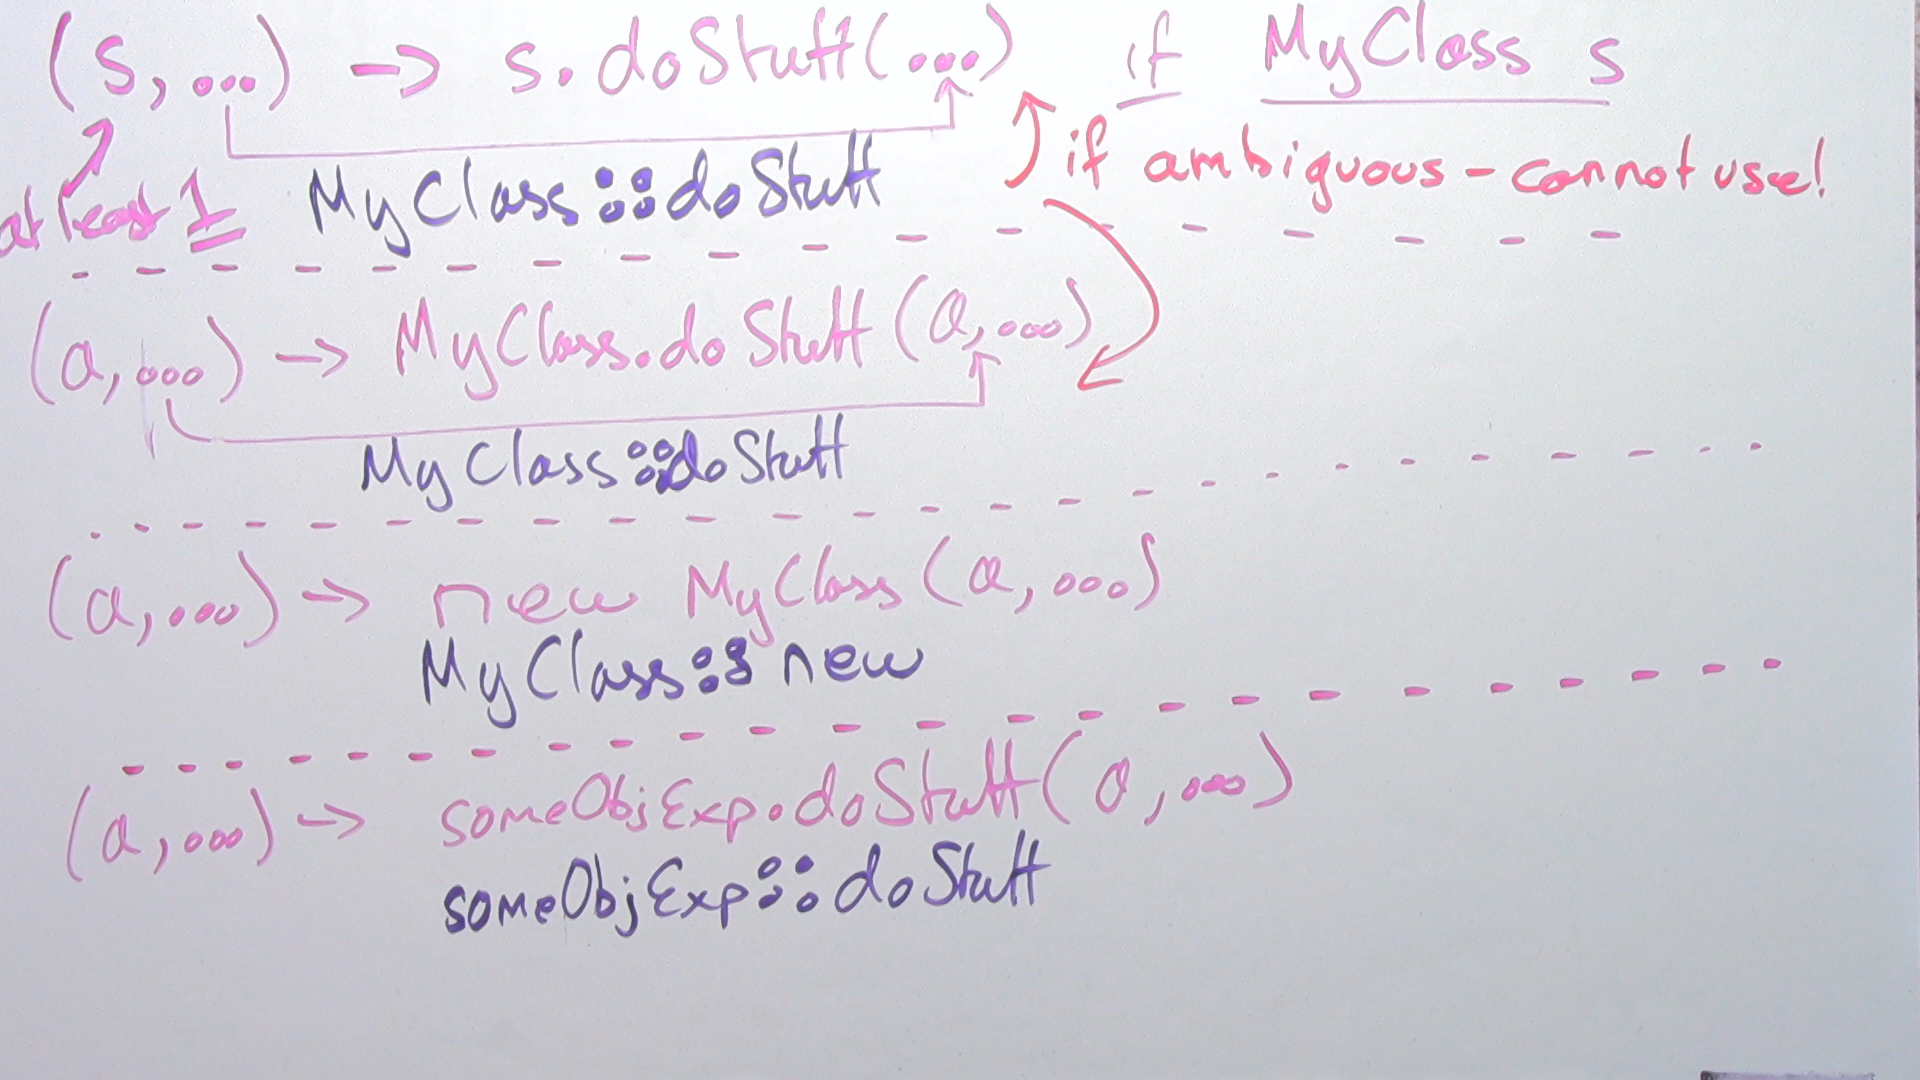 (s, ...) -> s.doStuff(...) if MyClass s
if ambiguous - cannot use!
at least 1 MyClass::doStuff
(a, ...) -> MyClass.doStuff(a, ...)
MyClass::doStuff
(a, ...) -> new MyClass(a, ...)
MyClass::new
(a, ...) -> someObjExp.doStuff(a, ...)
someObjExp::doStuff